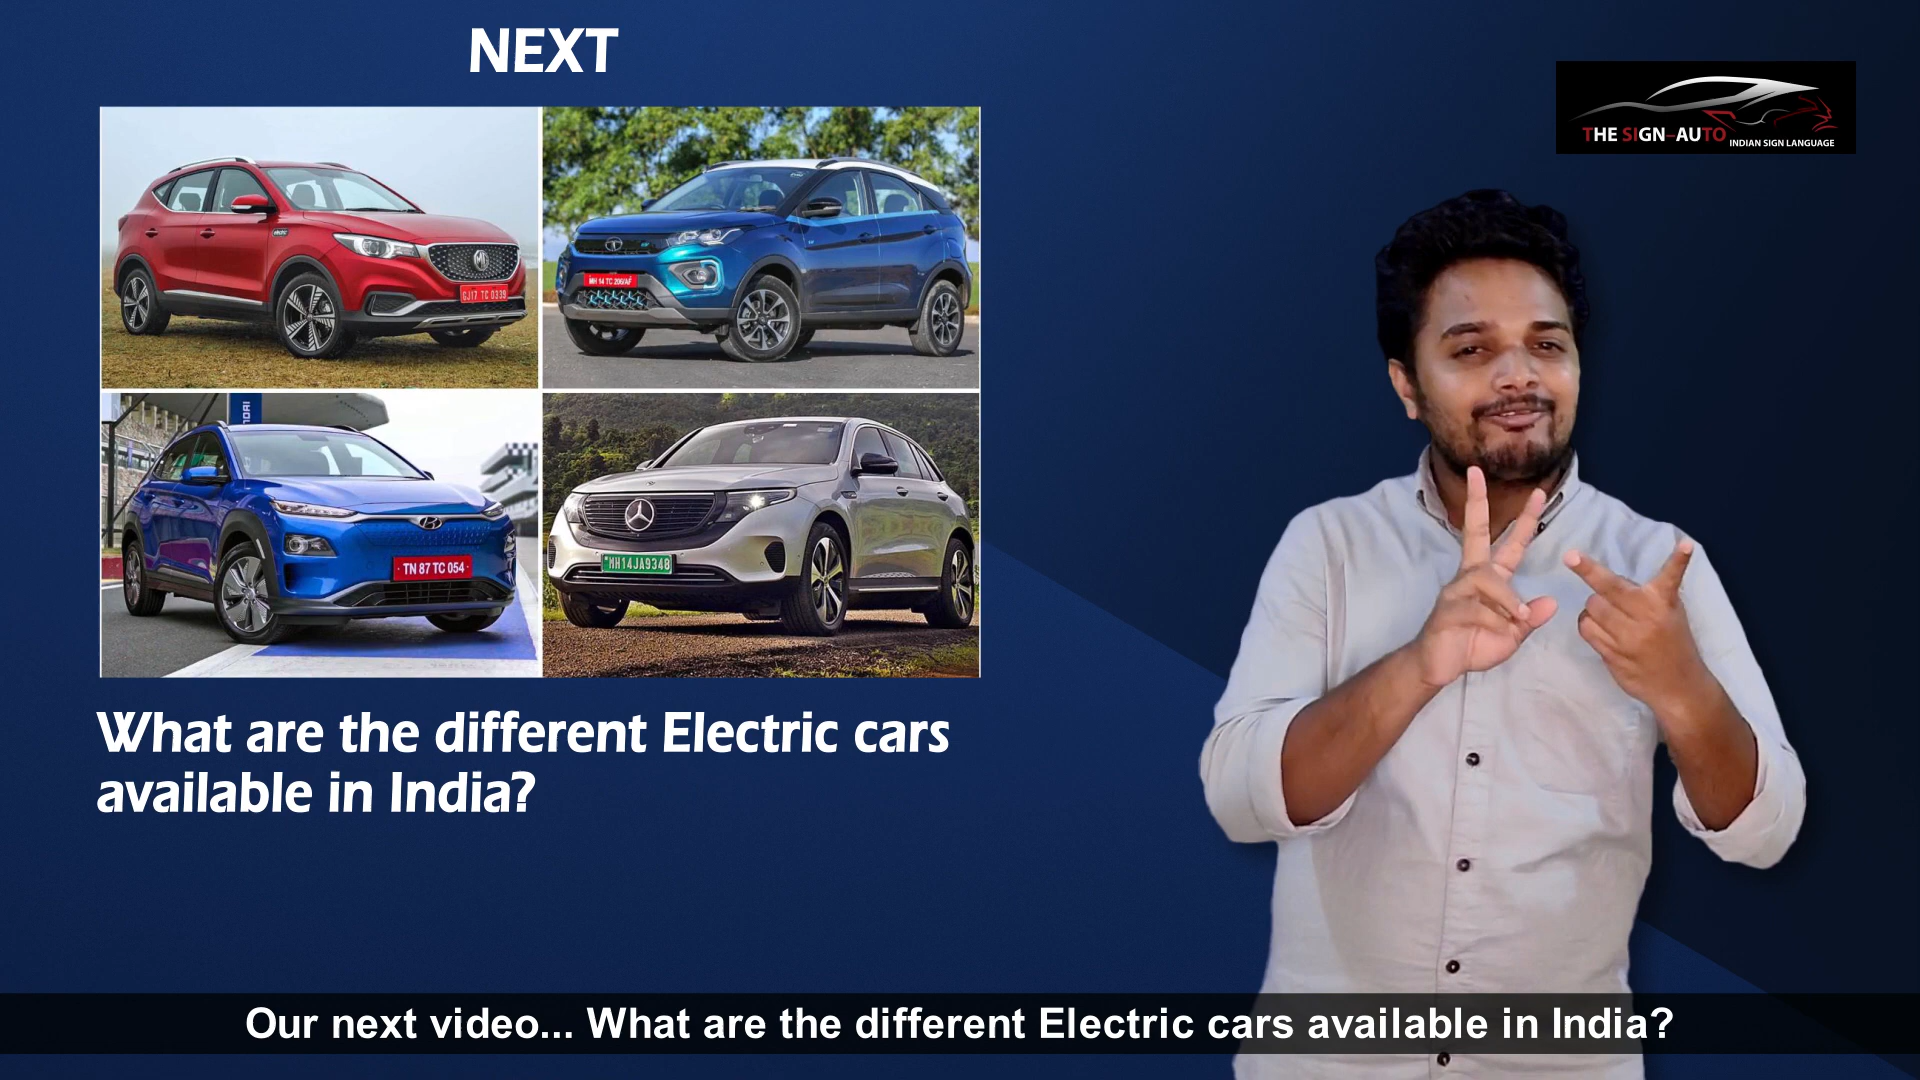 NEXT
THE SIGN-AUTO
INDIAN SIGN LANGUAGE
GJ17 TC 0339
MH 14 TC 206/AF
TN 87 TC 054
MH14JA9348
What are the different Electric cars
available in India?
Our next video... What are the different Electric cars available in India?